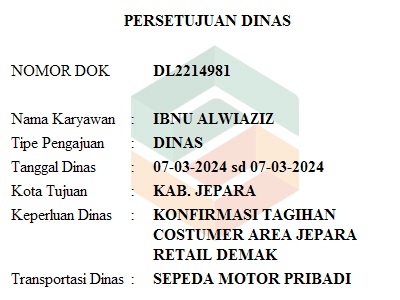 PERSETUJUAN DINAS
NOMOR DOK DL2214981
Nama Karyawan : IBNU ALWIAZIZ
Tipe Pengajuan : DINAS
Tanggal Dinas : 07-03-2024 sd 07-03-2024
Kota Tujuan : KAB. JEPARA
Keperluan Dinas : KONFIRMASI TAGIHAN
COSTUMER AREA JEPARA
RETAIL DEMAK
Transportasi Dinas : SEPEDA MOTOR PRIBADI